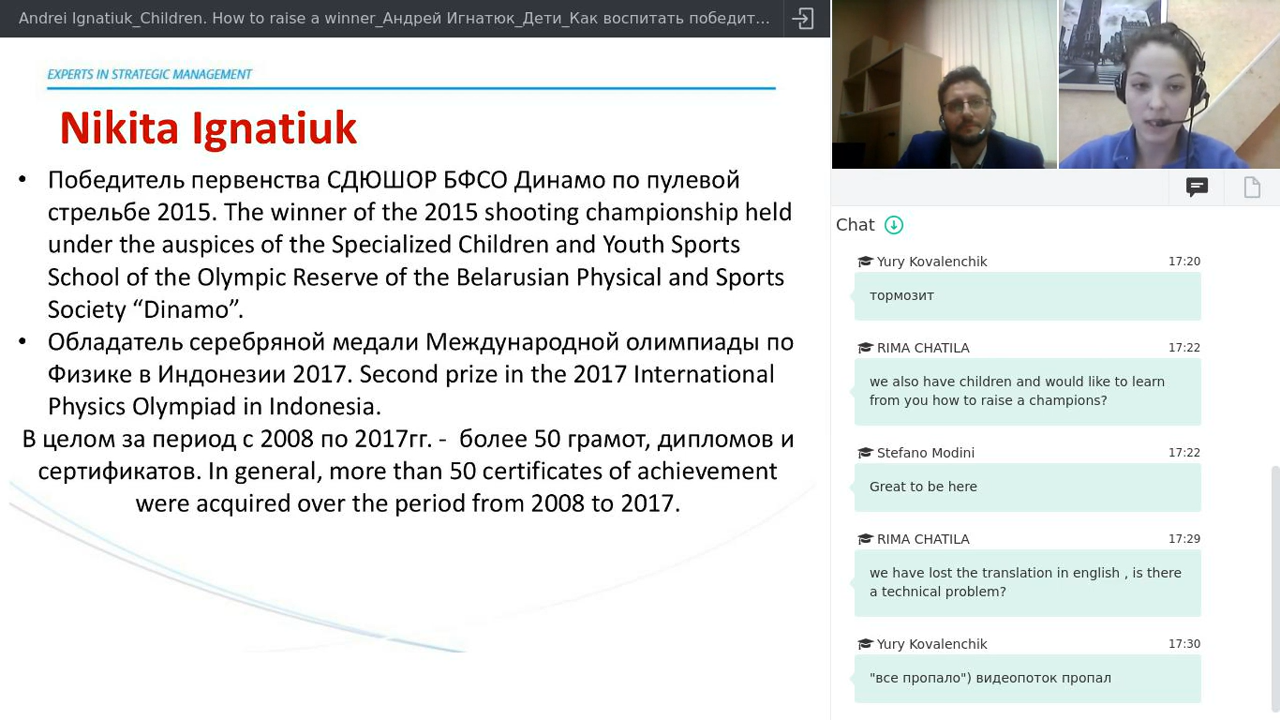 Andrei Ignatiuk_Children. How to raise a winner_Андрей Игнатюк_Дети_Как воспитать победит...
EXPERTS IN STRATEGIC MANAGEMENT
Nikita Ignatiuk
• Победитель первенства СДЮШОР БФСО Динамо по пулевой
стрельбе 2015. The winner of the 2015 shooting championship held
under the auspices of the Specialized Children and Youth Sports
School of the Olympic Reserve of the Belarusian Physical and Sports
Society “Dinamo”.
• Обладатель серебряной медали Международной олимпиады по
Физике в Индонезии 2017. Second prize in the 2017 International
Physics Olympiad in Indonesia.
В целом за период с 2008 по 2017гг. - более 50 грамот, дипломов и
сертификатов. In general, more than 50 certificates of achievement
were acquired over the period from 2008 to 2017.
Chat
Yury Kovalenchik 17:20
тормозит
RIMA CHATILA 17:22
we also have children and would like to learn
from you how to raise a champions?
Stefano Modini 17:22
Great to be here
RIMA CHATILA 17:29
we have lost the translation in english , is there
a technical problem?
Yury Kovalenchik 17:30
"все пропало") видеопоток пропал